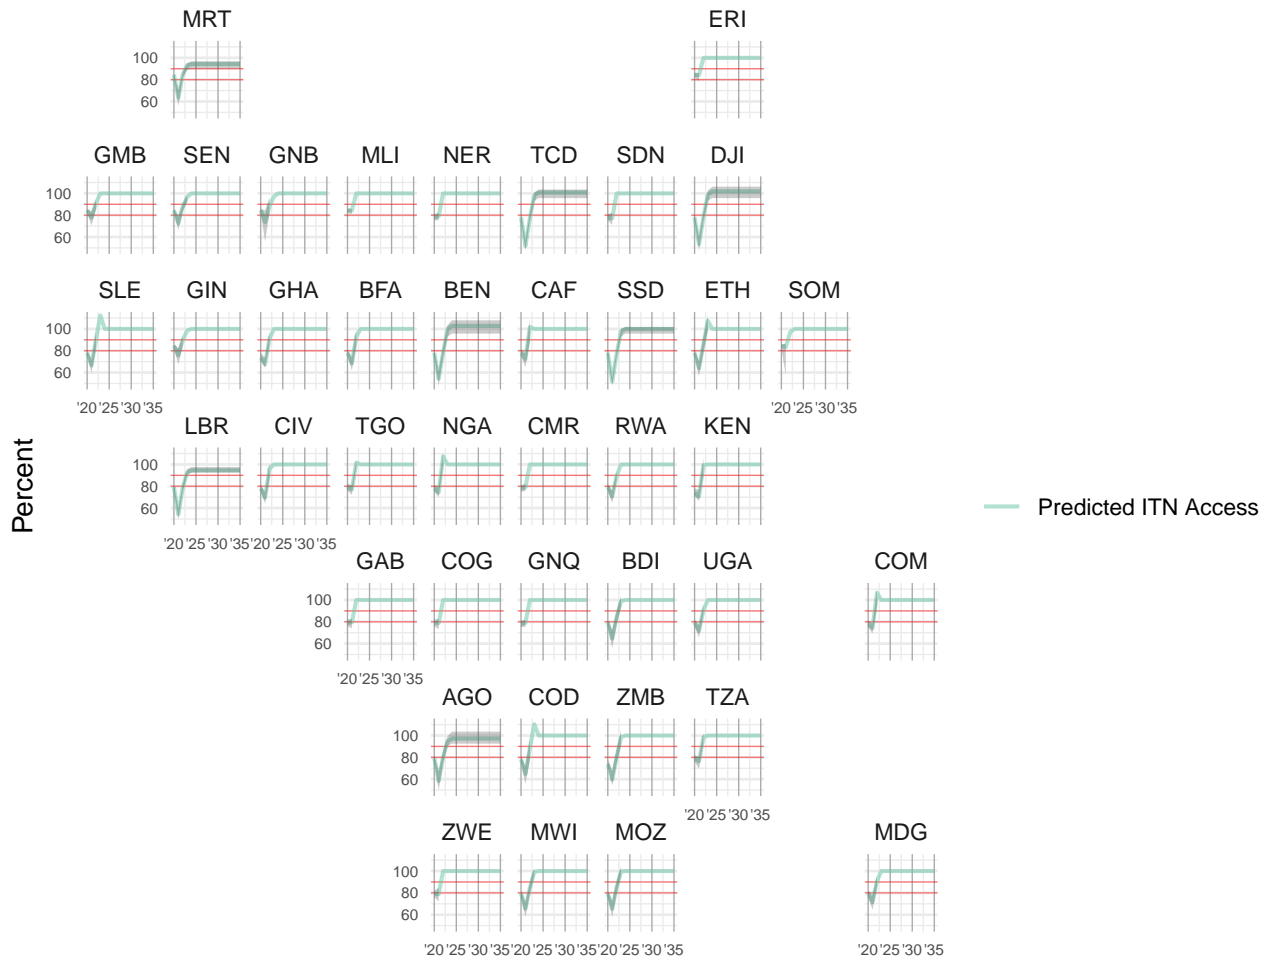 MRT ERI
100
80
60
GMB SEN GNB MLI NER TCD SDN DJI
100
80
60
SLE GIN GHA BFA BEN CAF SSD ETH SOM
100
80
60
'20 '25 '30 '35 '20 '25 '30 '35
LBR CIV TGO NGA CMR RWA KEN
100
80
60
'20 '25 '30 '35 '20 '25 '30 '35
GAB COG GNQ BDI UGA COM
100
80
60
'20 '25 '30 '35
AGO COD ZMB TZA
100
80
60
'20 '25 '30 '35
ZWE MWI MOZ MDG
100
80
60
'20 '25 '30 '35 '20 '25 '30 '35 '20 '25 '30 '35 '20 '25 '30 '35
Percent
Predicted ITN Access